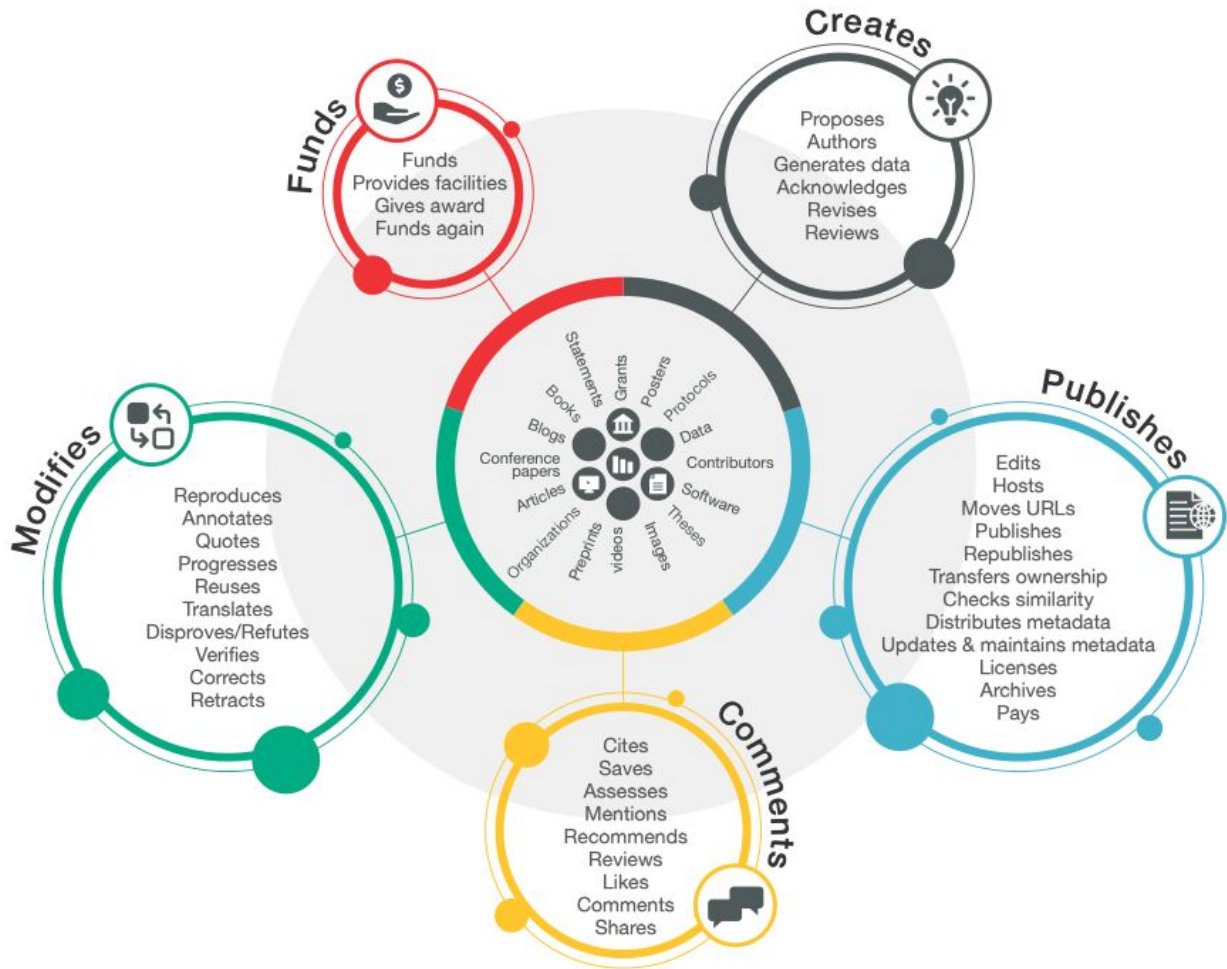 Funds
Funds
Provides facilities
Gives award
Funds again
Creates
Proposes
Authors
Generates data
Acknowledges
Revises
Reviews
Publishes
Edits
Hosts
Moves URLs
Publishes
Republishes
Transfers ownership
Checks similarity
Distributes metadata
Updates & maintains metadata
Licenses
Archives
Pays
Comments
Cites
Saves
Assesses
Mentions
Recommends
Reviews
Likes
Comments
Shares
Modifies
Reproduces
Annotates
Quotes
Progresses
Reuses
Translates
Disproves/Refutes
Verifies
Corrects
Retracts
Grants
Posters
Protocols
Data
Contributors
Software
Theses
Images
videos
Preprints
Organizations
Articles
Conference
papers
Blogs
Books
Statements
$